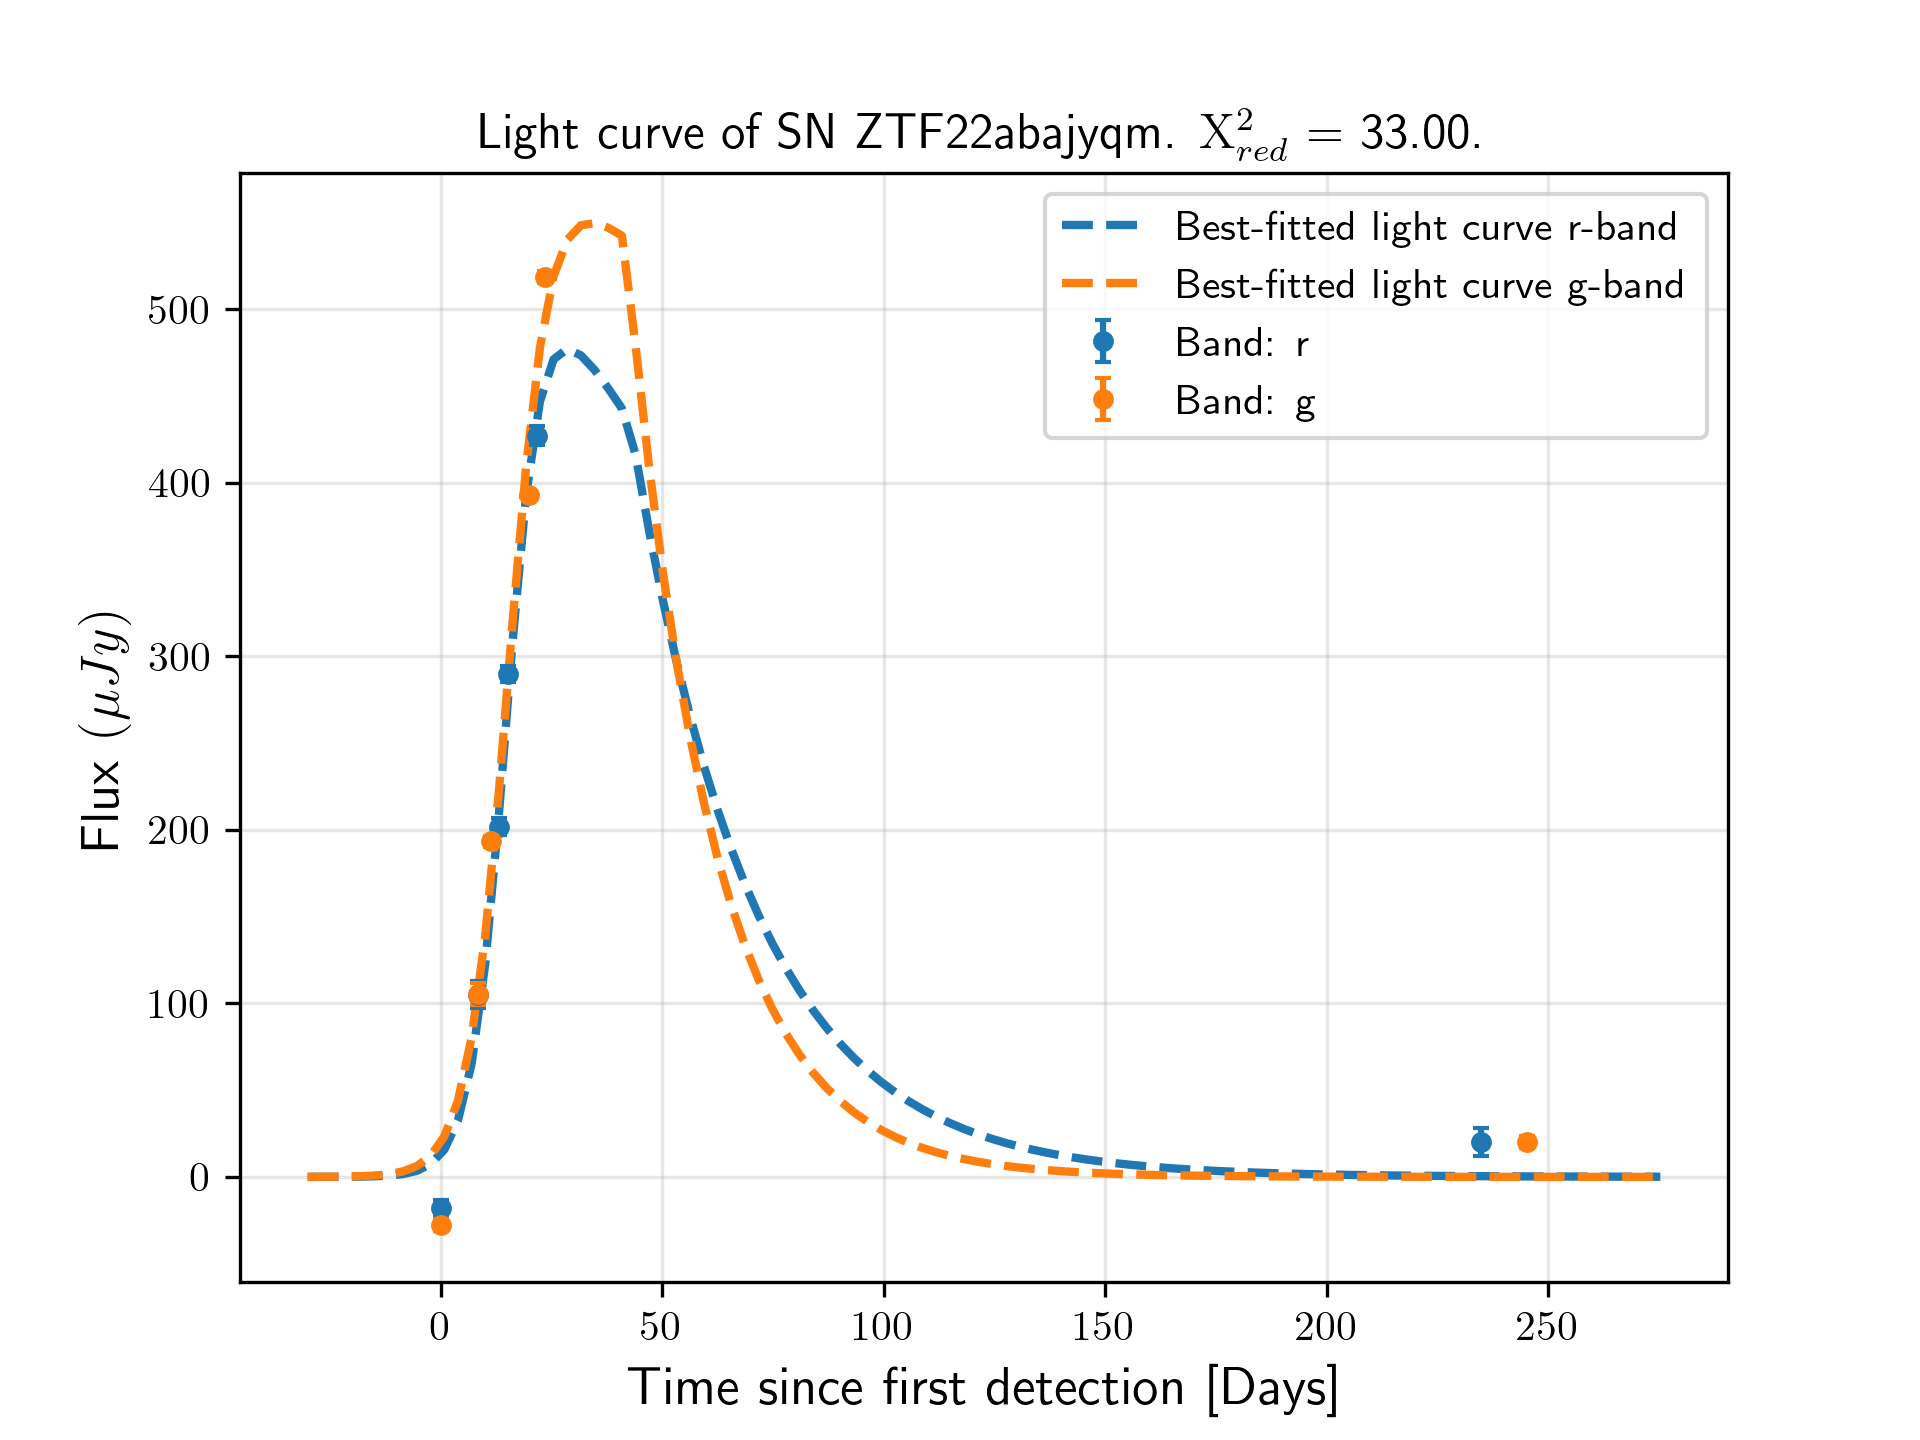 Light curve of SN ZTF22abajyqm. X²_red = 33.00.
Best-fitted light curve r-band
Best-fitted light curve g-band
Band: r
Band: g
Flux (μJy)
500
400
300
200
100
0
0 50 100 150 200 250
Time since first detection [Days]